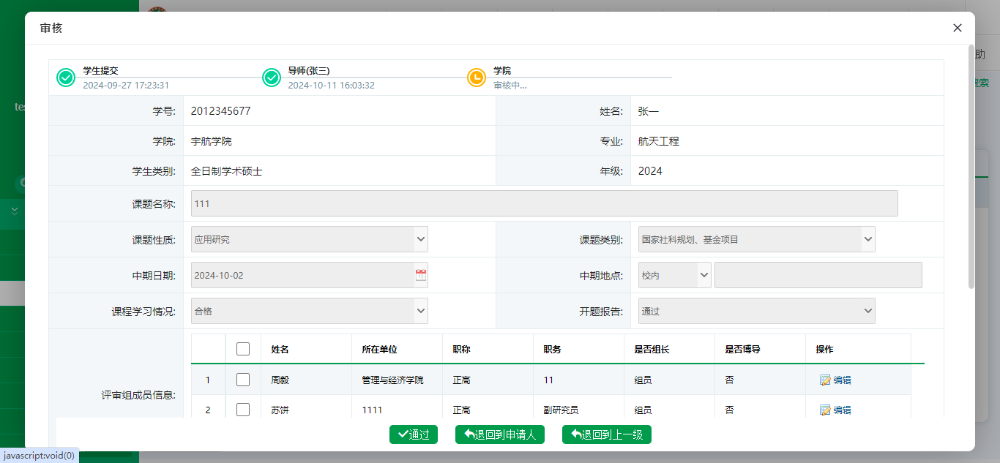 审核
学生提交
2024-09-27 17:23:31
导师(张三)
2024-10-11 16:03:32
学院
审核中...
学号: 2012345677 姓名: 张一
学院: 宇航学院 专业: 航天工程
学生类别: 全日制学术硕士 年级: 2024
课题名称: 111
课题性质: 应用研究 课题类别: 国家社科规划、基金项目
中期日期: 2024-10-02 中期地点: 校内
课程学习情况: 合格 开题报告: 通过
评审组成员信息:
姓名 所在单位 职称 职务 是否组长 是否博导 操作
1 周毅 管理与经济学院 正高 11 组员 否 编辑
2 苏饼 1111 正高 副研究员 组员 否 编辑
通过 退回到申请人 退回到上一级
助
搜索
tes
javascript:void(0)